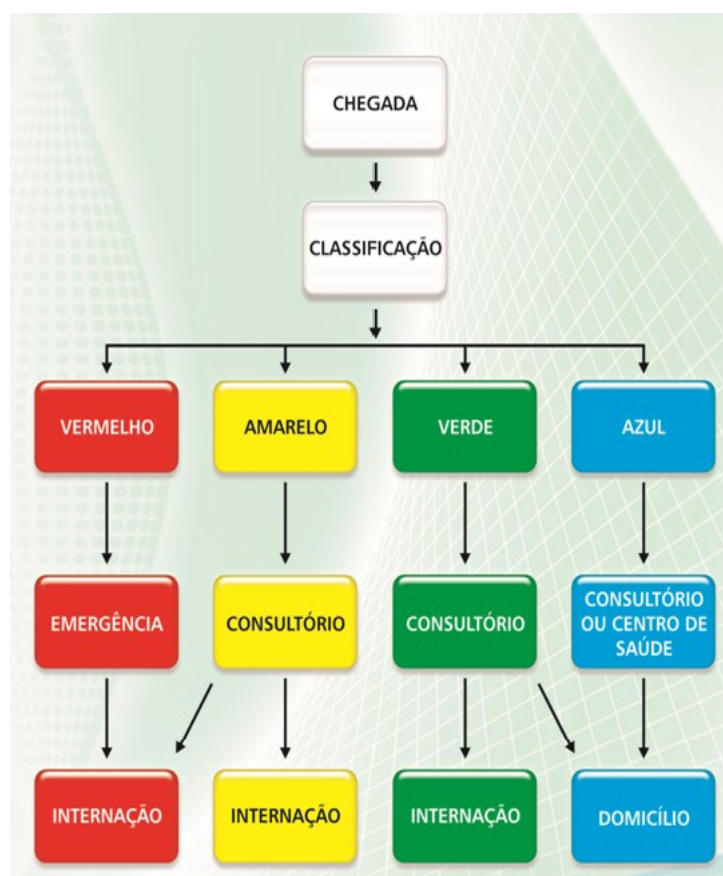 CHEGADA
CLASSIFICAÇÃO
VERMELHO
AMARELO
VERDE
AZUL
EMERGÊNCIA
CONSULTÓRIO
CONSULTÓRIO
CONSULTÓRIO
OU CENTRO DE
SAÚDE
INTERNAÇÃO
INTERNAÇÃO
INTERNAÇÃO
DOMICÍLIO